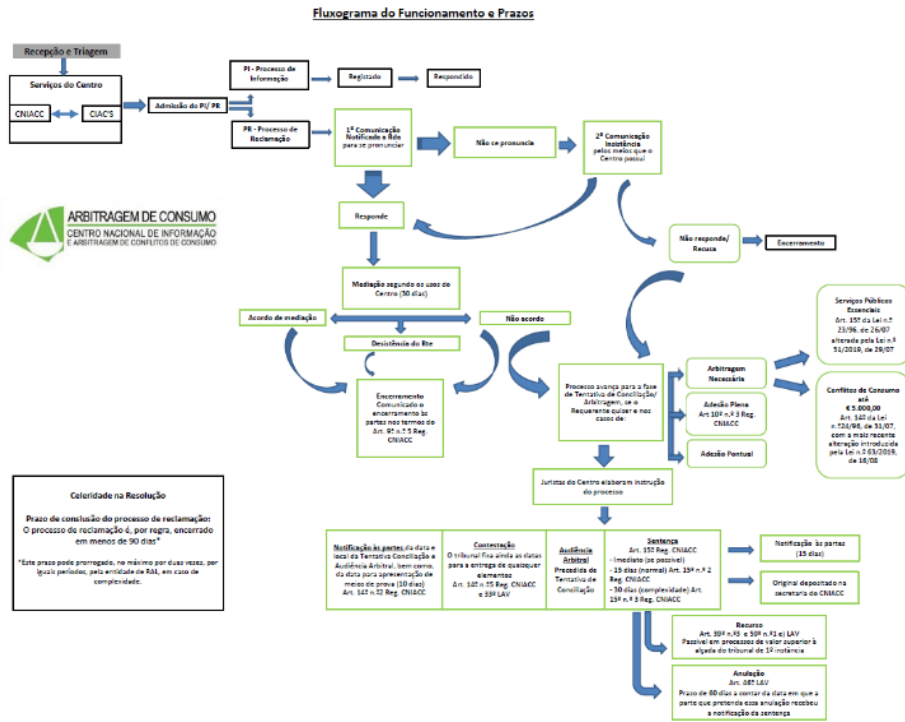 Fluxograma do Funcionamento e Prazos
Recepção e Triagem
Serviços do Centro
CNIACC
CIAC'S
Admissão do PI/ PR
PI - Processo de
Informação
Registado
Respondido
PR - Processo de
Reclamação
1ª Comunicação
Notificada a Rda
para se pronunciar
Não se pronuncia
2ª Comunicação
Insistência
pelos meios que o
Centro possui
ARBITRAGEM DE CONSUMO
CENTRO NACIONAL DE INFORMAÇÃO
E ARBITRAGEM DE CONFLITOS DE CONSUMO
Responde
Não responde/
Recusa
Encerramento
Mediação segundo os usos do
Centro (30 dias)
Acordo de mediação
Não acordo
Desistência do Rte
Encerramento
Comunicado o
encerramento às
partes nos termos do
Art. 9º n.º 5 Reg.
CNIACC
Processo avança para a fase
de Tentativa de Conciliação/
Arbitragem, se o
Requerente quiser e nos
casos de:
Arbitragem
Necessária
Adesão Plena
Art 10º n.º 3 Reg.
CNIACC
Adesão Pontual
Serviços Públicos
Essenciais
Art. 15º da Lei n.º
23/96, de 26/07
alterada pela Lei n.º
51/2019, de 29/07
Conflitos de Consumo
até
€ 5.000,00
Art. 14º da Lei
n.º24/96, de 31/07,
com a mais recente
alteração introduzida
pela Lei n.º 63/2019,
de 16/08
Juristas do Centro elaboram instrução
do processo
Celeridade na Resolução
Prazo de conslusão do processo de reclamação:
O processo de reclamação é, por regra, encerrado
em menos de 90 dias*
*Este prazo pode prorrogado, no máximo por duas vezes, por
iguais períodos, pela entidade de RAL, em caso de
complexidade.
Notificação às partes da data e
local da Tentativa Conciliação e
Audiência Arbitral, bem como,
da data para apresentação de
meios de prova (10 dias)
Art. 14º n.º2 Reg. CNIACC
Contestação
O tribunal fixa ainda as datas
para a entrega de quaisquer
elementos
Art. 14º n.º5 Reg. CNIACC
e 33º LAV
Audiência
Arbitral
Precedida de
Tentativa de
Conciliação
Sentença
Art. 15º Reg. CNIACC
- Imediato (se possível)
- 15 dias (normal) Art. 15º n.º 2
Reg. CNIACC
- 30 dias (complexidade) Art.
15º n.º 3 Reg. CNIACC
Notificação às partes
(15 dias)
Original depositado na
secretaria do CNIACC
Recurso
Art. 39º n.º4 e 59º n.º1 e) LAV
Passível em processos de valor superior à
alçada do tribunal de 1ª instância
Anulação
Art. 46º LAV
Prazo de 60 dias a contar da data em que a
parte que pretenda essa anulação recebeu
a notificação da sentença